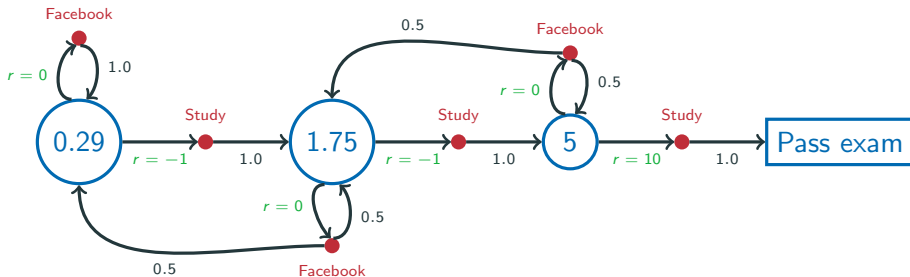 Facebook
r = 0
1.0
0.29
Study
r = −1
1.0
0.5
1.75
r = 0
0.5
Facebook
0.5
Study
r = −1
1.0
Facebook
r = 0
0.5
5
Study
r = 10
1.0
Pass exam